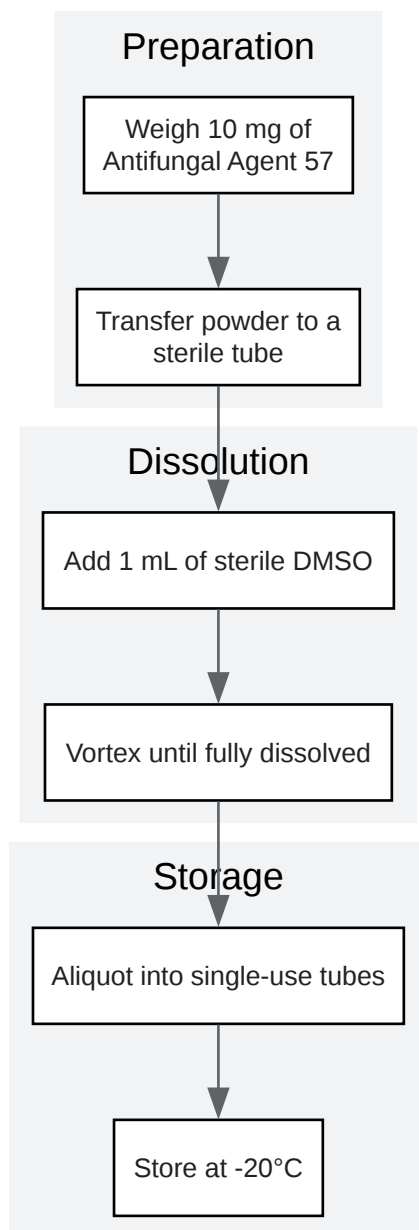 Preparation
Weigh 10 mg of
Antifungal Agent 57
Transfer powder to a
sterile tube
Dissolution
Add 1 mL of sterile DMSO
Vortex until fully dissolved
Storage
Aliquot into single-use tubes
Store at -20°C